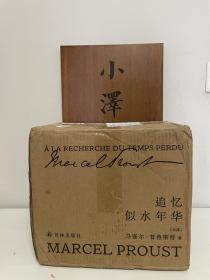 小澤
À LA RECHERCHE DU TEMPS PERDU
Marcel Proust
追忆
似水年华
马塞尔·普鲁斯特 著
译林出版社
MARCEL PROUST